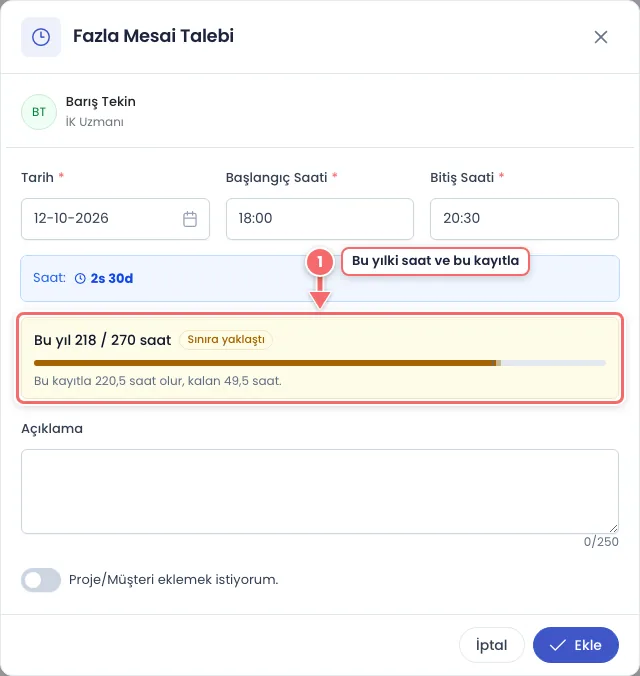 Fazla Mesai Talebi
BT
Barış Tekin
İK Uzmanı
Tarih *
Başlangıç Saati *
Bitiş Saati *
12-10-2026
18:00
20:30
1
Bu yılki saat ve bu kayıtla
Saat: 2s 30d
Bu yıl 218 / 270 saat
Sınıra yaklaştı
Bu kayıtla 220,5 saat olur, kalan 49,5 saat.
Açıklama
0/250
Proje/Müşteri eklemek istiyorum.
İptal
Ekle